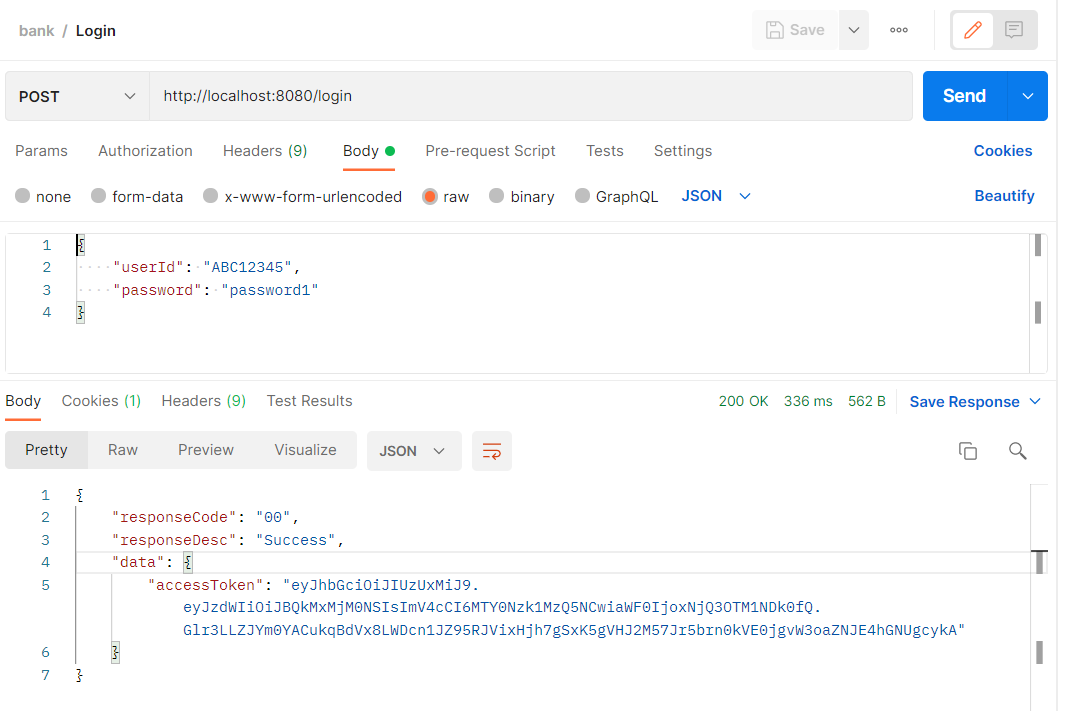 bank / Login
Save
POST
http://localhost:8080/login
Send
Params Authorization Headers (9) Body Pre-request Script Tests Settings Cookies
none form-data x-www-form-urlencoded raw binary GraphQL JSON Beautify
1 {
2 "userId": "ABC12345",
3 "password": "password1"
4 }
Body Cookies (1) Headers (9) Test Results 200 OK 336 ms 562 B Save Response
Pretty Raw Preview Visualize JSON
1 {
2 "responseCode": "00",
3 "responseDesc": "Success",
4 "data": {
5 "accessToken": "eyJhbGciOiJIUzUxMiJ9.
eyJzdWIiOiJBQkMxMjM0NSIsImV4cCI6MTY0Nzk1MzQ5NCwiaWF0IjoxNjQ3OTM1NDk0fQ.
Glr3LLZJYm0YACukqBdVx8LWDcn1JZ95RJVixHjh7gSxK5gVHJ2M57Jr5brn0kVE0jgvW3oaZNJE4hGNUgcykA"
6 }
7 }